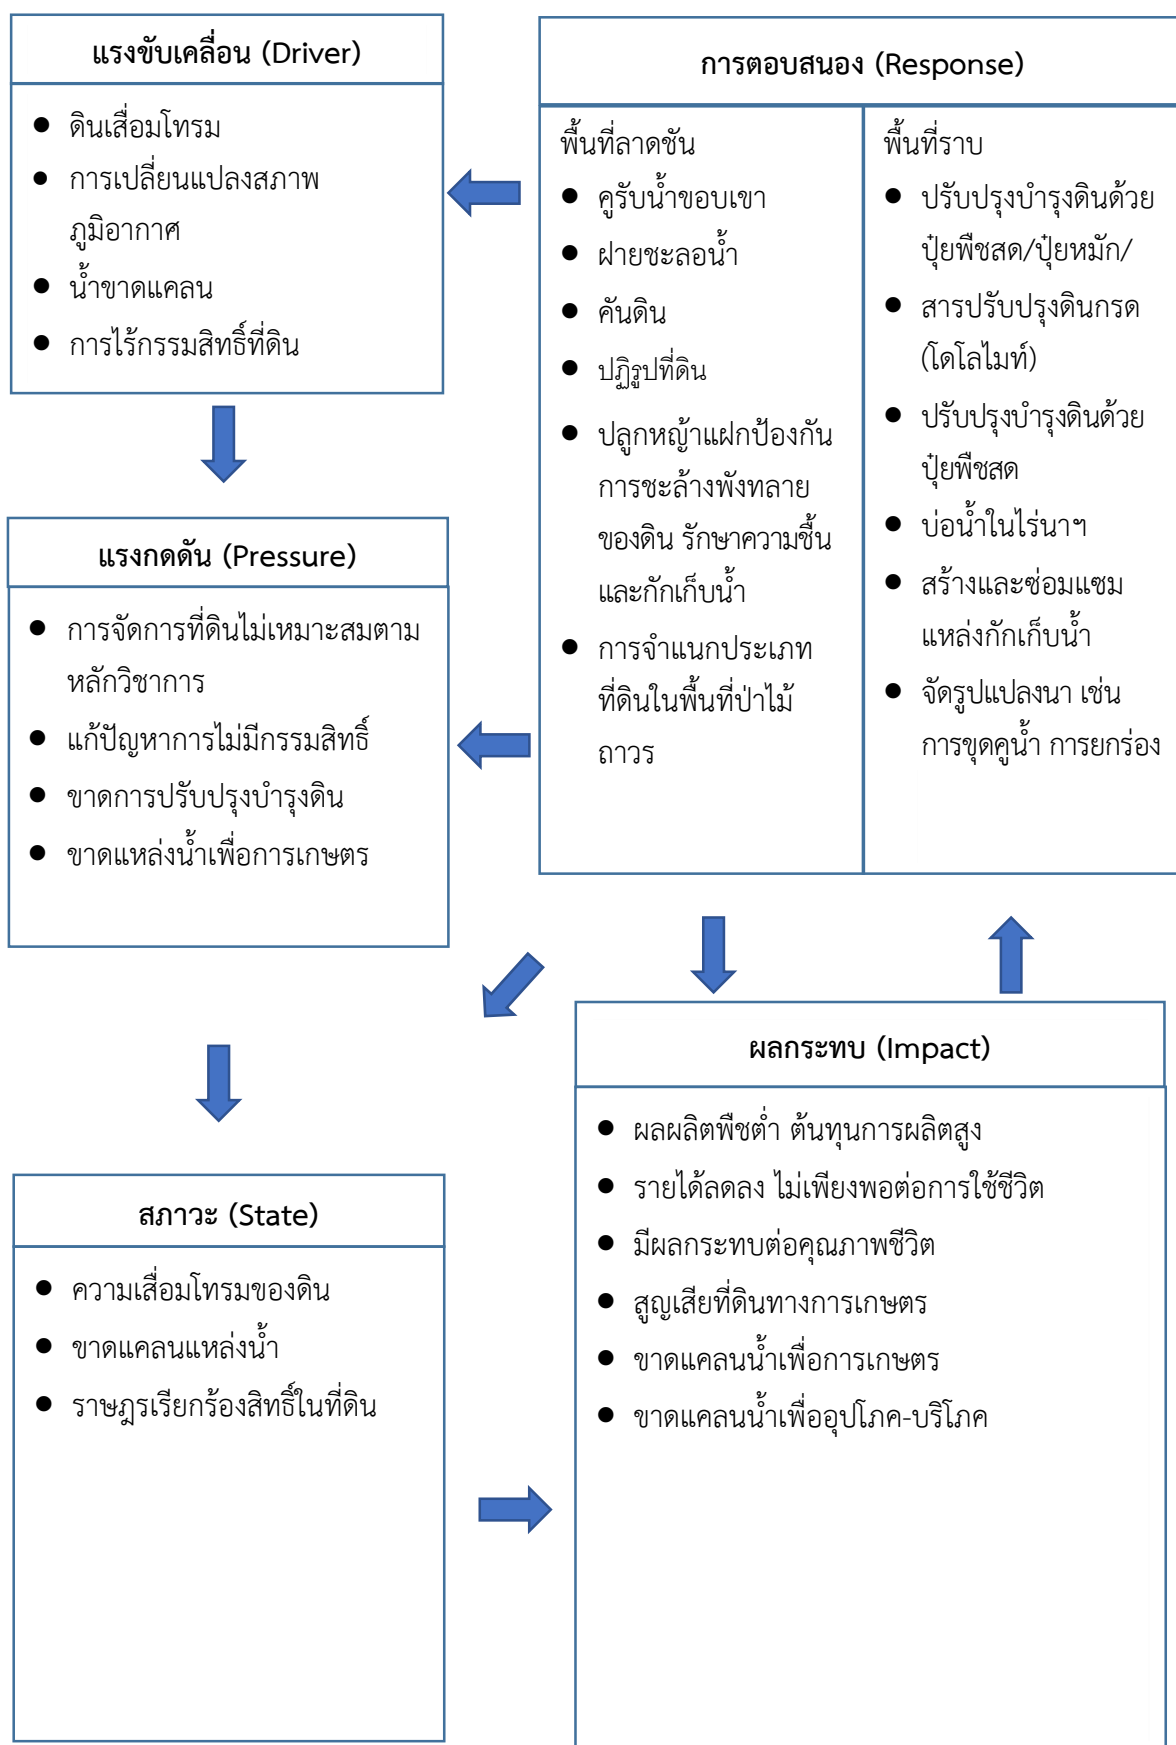 แรงขับเคลื่อน (Driver)
● ดินเสื่อมโทรม
● การเปลี่ยนแปลงสภาพ
ภูมิอากาศ
● น้ำขาดแคลน
● การไร้กรรมสิทธิ์ที่ดิน
การตอบสนอง (Response)
พื้นที่ลาดชัน
● คูรับน้ำขอบเขา
● ฝายชะลอน้ำ
● คันดิน
● ปฏิรูปที่ดิน
● ปลูกหญ้าแฝกป้องกัน
การชะล้างพังทลาย
ของดิน รักษาความชื้น
และกักเก็บน้ำ
● การจำแนกประเภท
ที่ดินในพื้นที่ป่าไม้
ถาวร
พื้นที่ราบ
● ปรับปรุงบำรุงดินด้วย
ปุ๋ยพืชสด/ปุ๋ยหมัก/
● สารปรับปรุงดินกรด
(โดโลไมท์)
● ปรับปรุงบำรุงดินด้วย
ปุ๋ยพืชสด
● บ่อน้ำในไร่นาฯ
● สร้างและซ่อมแซม
แหล่งกักเก็บน้ำ
● จัดรูปแปลงนา เช่น
การขุดคูน้ำ การยกร่อง
แรงกดดัน (Pressure)
● การจัดการที่ดินไม่เหมาะสมตาม
หลักวิชาการ
● แก้ปัญหาการไม่มีกรรมสิทธิ์
● ขาดการปรับปรุงบำรุงดิน
● ขาดแหล่งน้ำเพื่อการเกษตร
ผลกระทบ (Impact)
● ผลผลิตพืชต่ำ ต้นทุนการผลิตสูง
● รายได้ลดลง ไม่เพียงพอต่อการใช้ชีวิต
● มีผลกระทบต่อคุณภาพชีวิต
● สูญเสียที่ดินทางการเกษตร
● ขาดแคลนน้ำเพื่อการเกษตร
● ขาดแคลนน้ำเพื่ออุปโภค-บริโภค
สภาวะ (State)
● ความเสื่อมโทรมของดิน
● ขาดแคลนแหล่งน้ำ
● ราษฎรเรียกร้องสิทธิ์ในที่ดิน